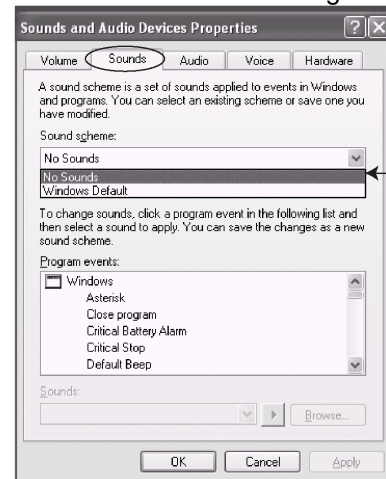 Sounds and Audio Devices Properties
Volume Sounds Audio Voice Hardware
A sound scheme is a set of sounds applied to events in Windows
and programs. You can select an existing scheme or save one you
have modified.
Sound scheme:
No Sounds
No Sounds
Windows Default
To change sounds, click a program event in the following list and
then select a sound to apply. You can save the changes as a new
sound scheme.
Program events:
Windows
Asterisk
Close program
Critical Battery Alarm
Critical Stop
Default Beep
Sounds:
Browse...
OK Cancel Apply